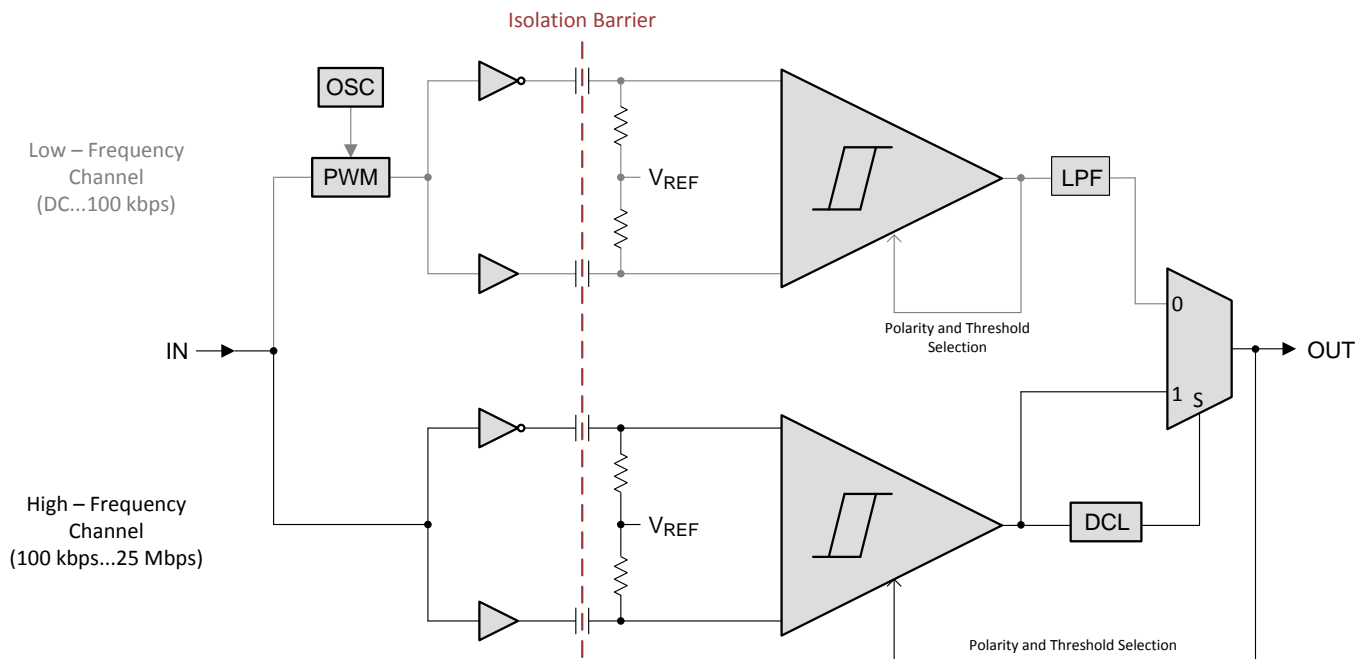 Isolation Barrier
OSC
Low – Frequency
Channel
(DC...100 kbps)
PWM
VREF
LPF
Polarity and Threshold
Selection
0
IN
OUT
1
S
High – Frequency
Channel
(100 kbps...25 Mbps)
VREF
DCL
Polarity and Threshold Selection